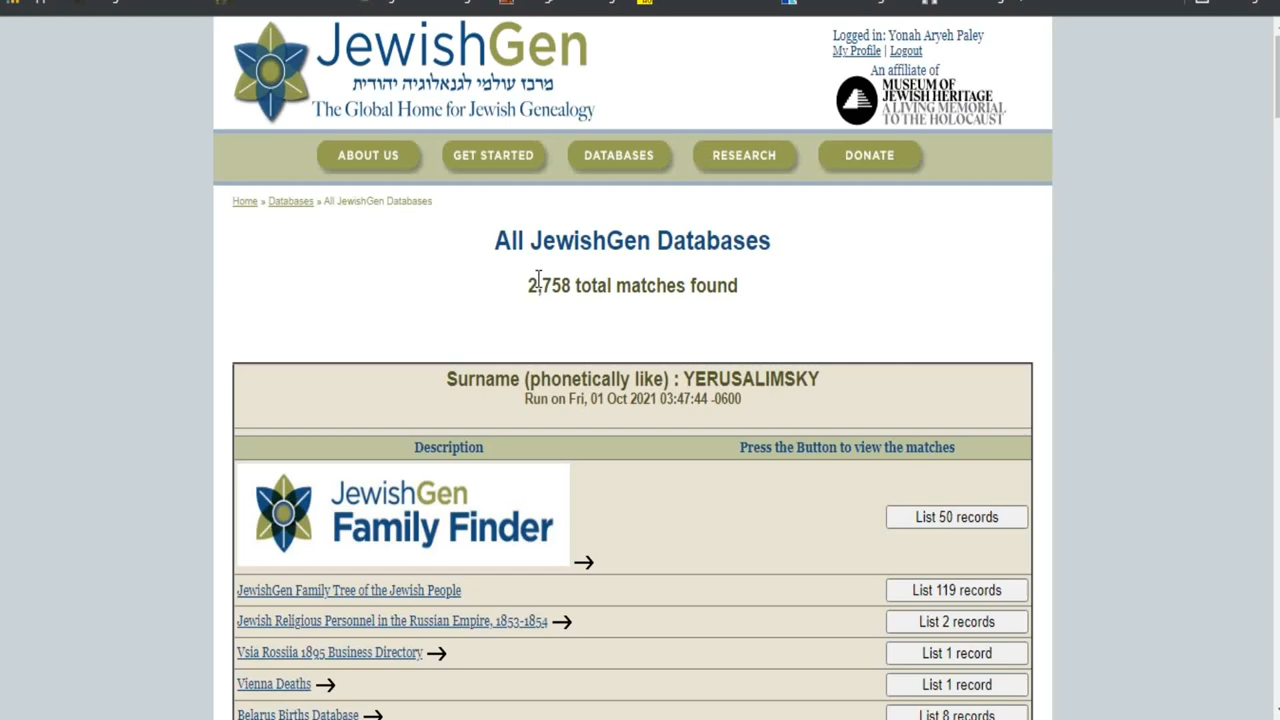 JewishGen
מרכז עולמי לגנאלוגיה יהודית
The Global Home for Jewish Genealogy
Logged in: Yonah Aryeh Paley
My Profile | Logout
An affiliate of
MUSEUM OF
JEWISH HERITAGE
A LIVING MEMORIAL
TO THE HOLOCAUST
ABOUT US
GET STARTED
DATABASES
RESEARCH
DONATE
Home » Databases » All JewishGen Databases
All JewishGen Databases
2,758 total matches found
Surname (phonetically like) : YERUSALIMSKY
Run on Fri, 01 Oct 2021 03:47:44 -0600
Description
Press the Button to view the matches
JewishGen
Family Finder
List 50 records
JewishGen Family Tree of the Jewish People
List 119 records
Jewish Religious Personnel in the Russian Empire, 1853-1854
List 2 records
Vsia Rossiia 1895 Business Directory
List 1 record
Vienna Deaths
List 1 record
Belarus Births Database
List 8 records